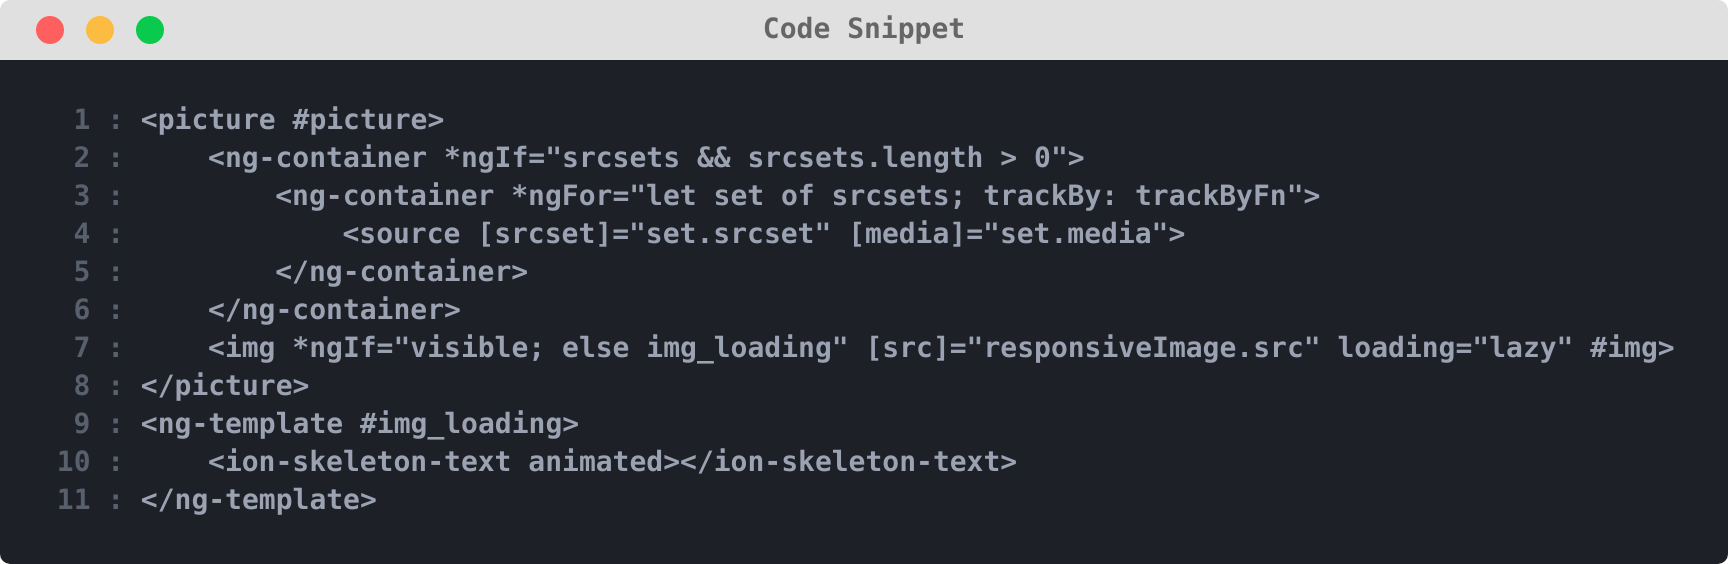 Code Snippet
1 : <picture #picture>
2 :     <ng-container *ngIf="srcsets && srcsets.length > 0">
3 :         <ng-container *ngFor="let set of srcsets; trackBy: trackByFn">
4 :             <source [srcset]="set.srcset" [media]="set.media">
5 :         </ng-container>
6 :     </ng-container>
7 :     <img *ngIf="visible; else img_loading" [src]="responsiveImage.src" loading="lazy" #img>
8 : </picture>
9 : <ng-template #img_loading>
10 :     <ion-skeleton-text animated></ion-skeleton-text>
11 : </ng-template>